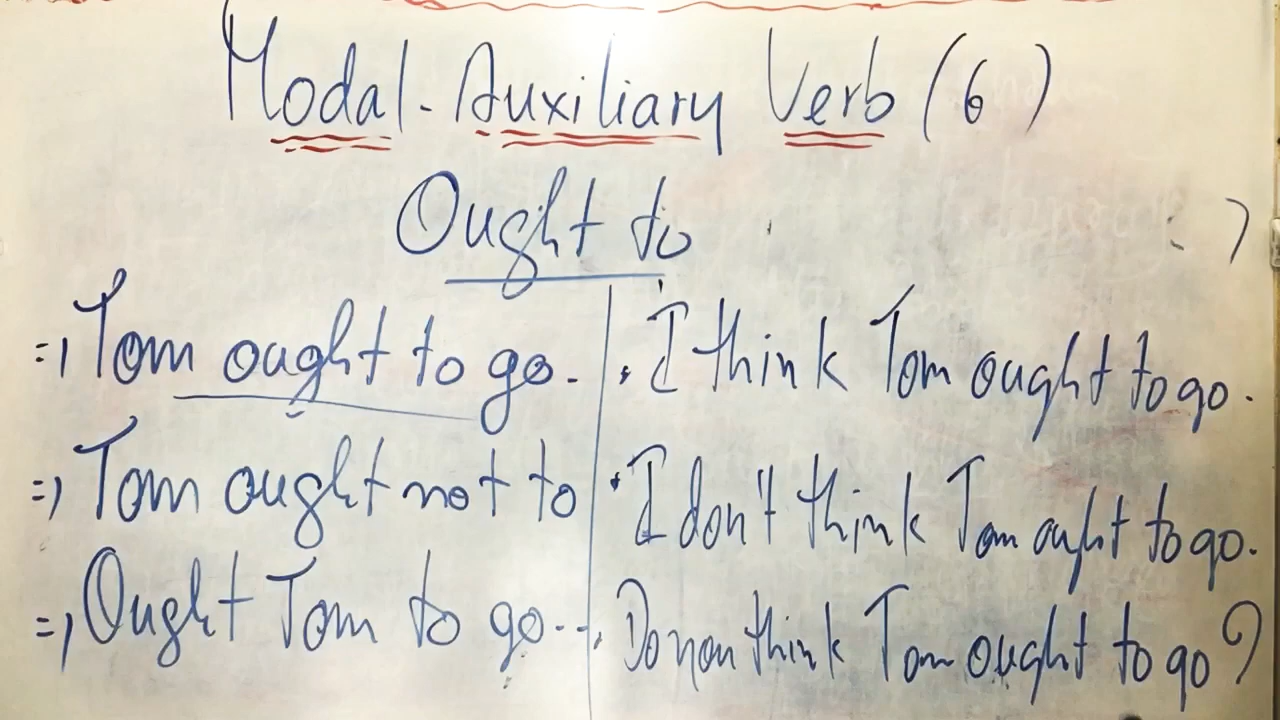 Modal-Auxiliary Verb (6)
Ought to
=, Tom ought to go.
=, Tom ought not to
=, Ought Tom to go..
. I think Tom ought to go.
. I don't think Tom ought to go.
. Do you think Tom ought to go?